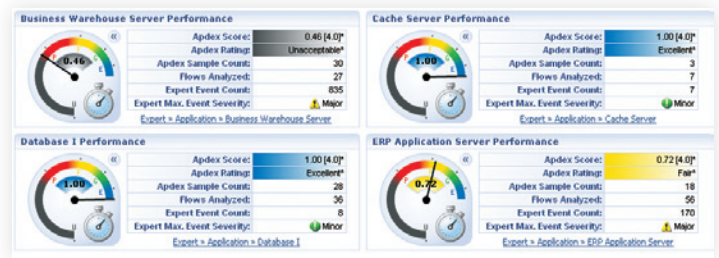 Business Warehouse Server Performance
0.46
Apdex Score: 0.46 [4.0]*
Apdex Rating: Unacceptable*
Apdex Sample Count: 30
Flows Analyzed: 27
Expert Event Count: 835
Expert Max. Event Severity: Major
Expert » Application » Business Warehouse Server
Cache Server Performance
1.00
Apdex Score: 1.00 [4.0]*
Apdex Rating: Excellent*
Apdex Sample Count: 3
Flows Analyzed: 7
Expert Event Count: 7
Expert Max. Event Severity: Minor
Expert » Application » Cache Server
Database I Performance
1.00
Apdex Score: 1.00 [4.0]*
Apdex Rating: Excellent*
Apdex Sample Count: 28
Flows Analyzed: 36
Expert Event Count: 8
Expert Max. Event Severity: Minor
Expert » Application » Database I
ERP Application Server Performance
0.72
Apdex Score: 0.72 [4.0]*
Apdex Rating: Fair*
Apdex Sample Count: 18
Flows Analyzed: 56
Expert Event Count: 170
Expert Max. Event Severity: Major
Expert » Application » ERP Application Server